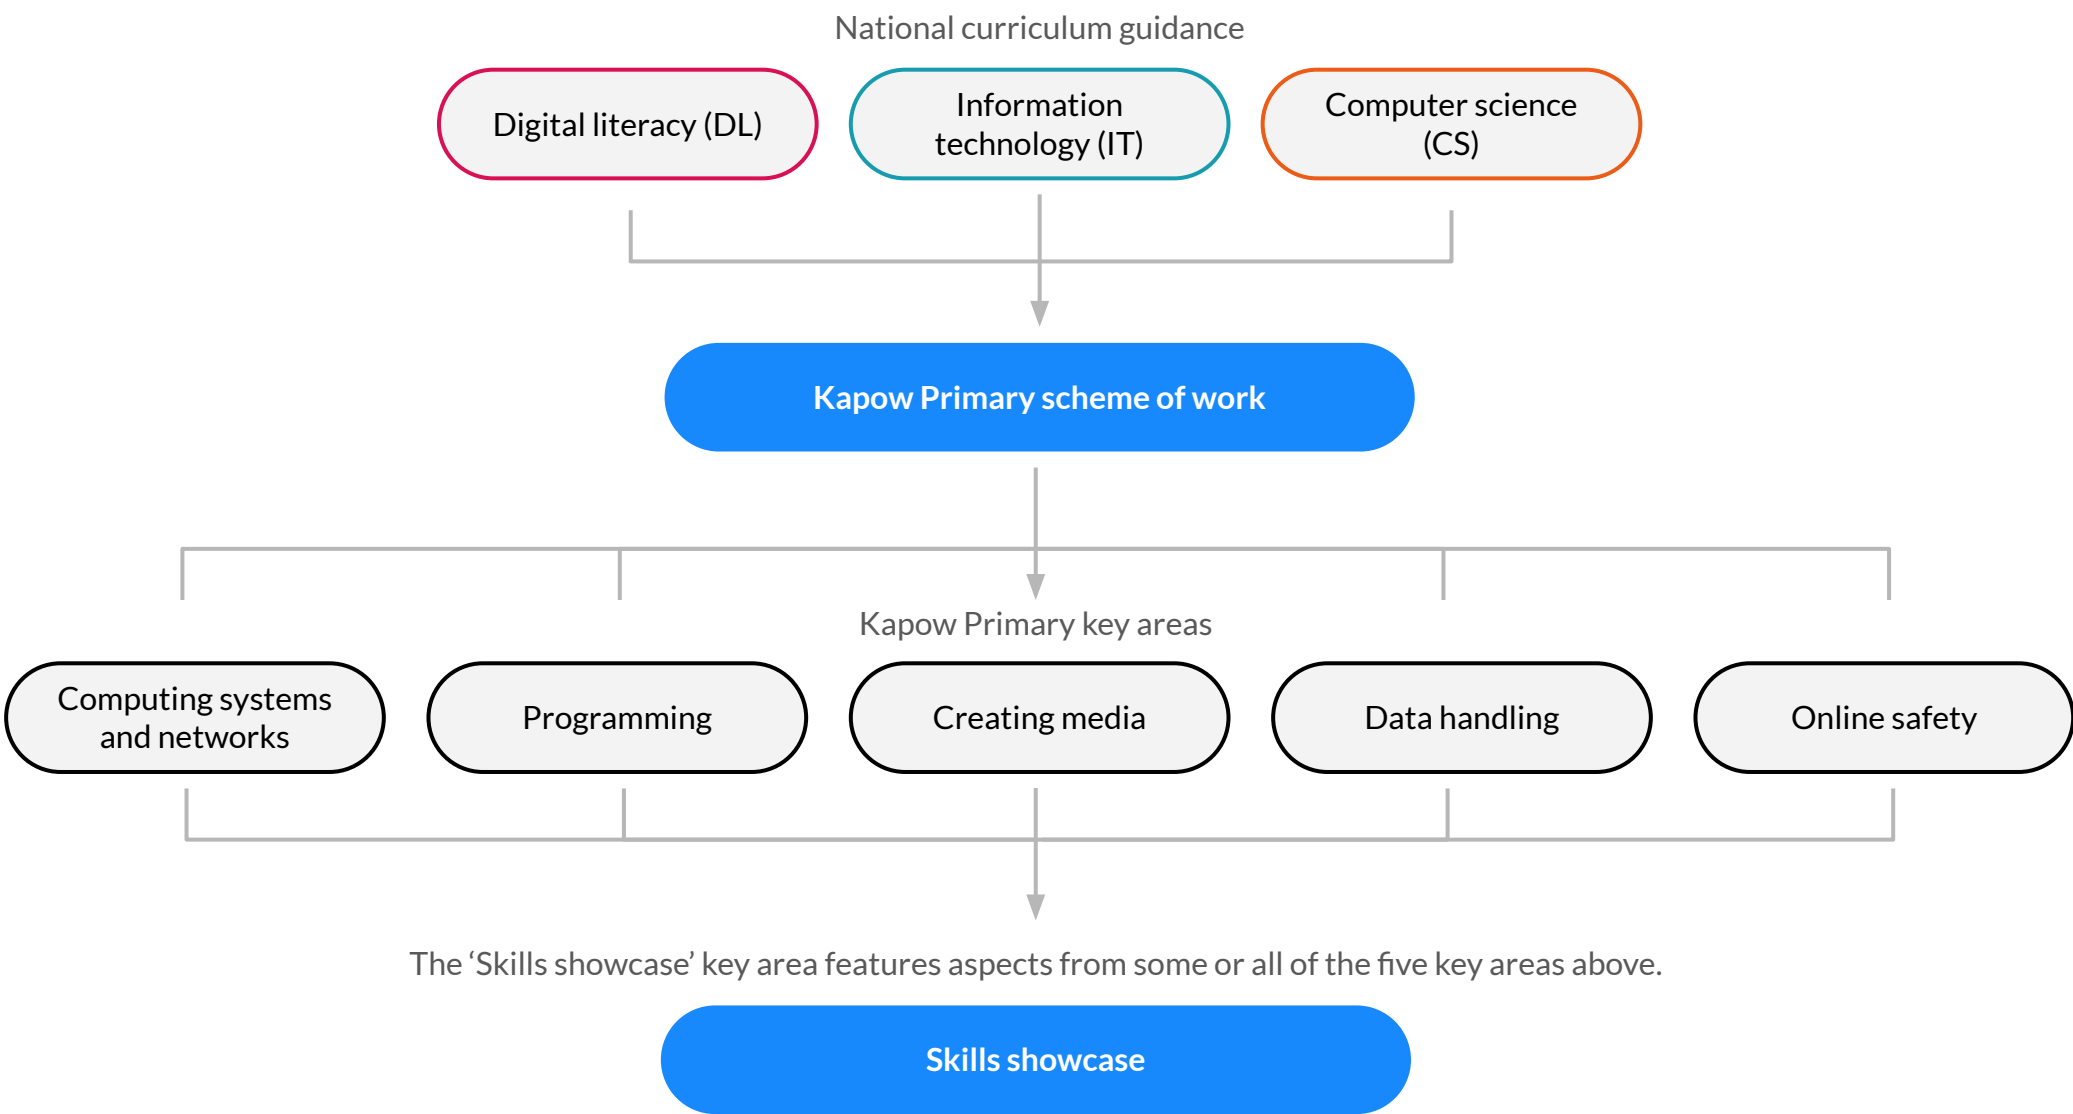 National curriculum guidance
Digital literacy (DL)
Information
technology (IT)
Computer science
(CS)
Kapow Primary scheme of work
Kapow Primary key areas
Computing systems
and networks
Programming
Creating media
Data handling
Online safety
The ‘Skills showcase’ key area features aspects from some or all of the five key areas above.
Skills showcase